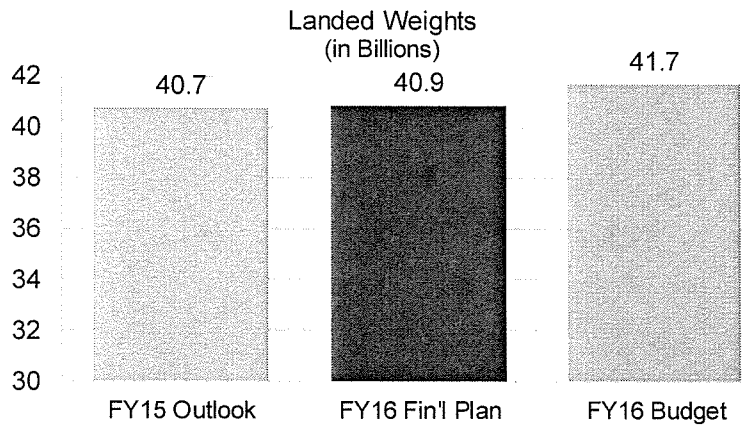 Landed Weights
(in Billions)
42
40
38
36
34
32
30
40.7
40.9
41.7
FY15 Outlook
FY16 Fin'l Plan
FY16 Budget